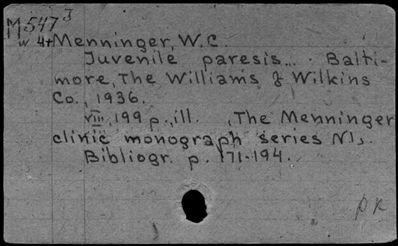 M 547 J
w 4+ Menninger, W.C.
Juvenile paresis... Balti-
more, The Williams & Wilkins
Co., 1936.
VIII, 199 p., ill. , The Menninger
clinic monograph series N1,.
Bibliogr. p. 171-194.